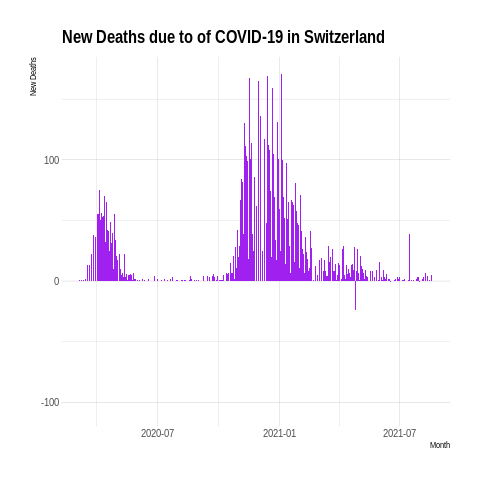 New Deaths due to of COVID-19 in Switzerland
New Deaths
100
0
-100
2020-07
2021-01
2021-07
Month